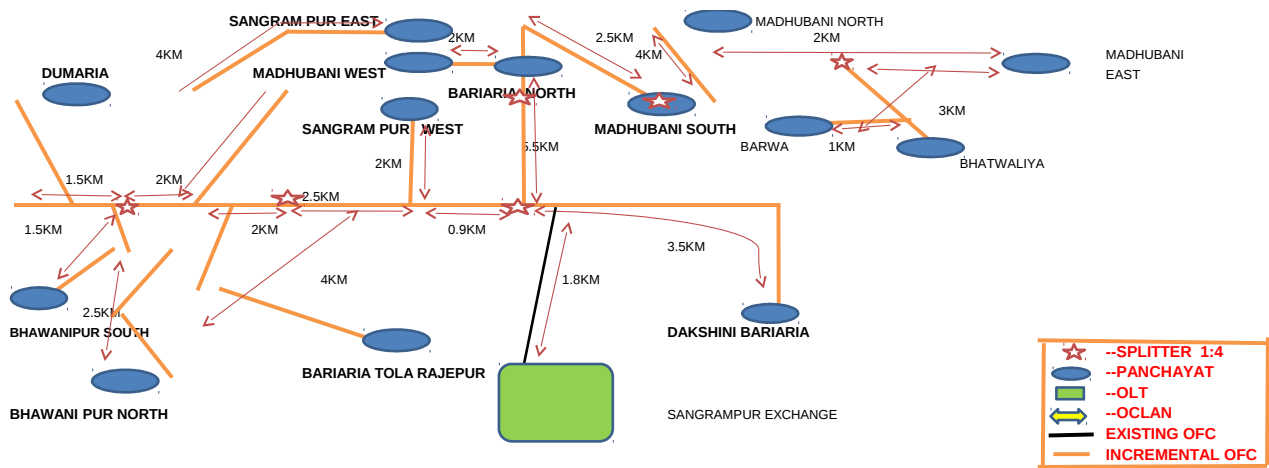 SANGRAM PUR EAST
MADHUBANI NORTH
2KM
2.5KM
2KM
4KM
4KM
MADHUBANI
EAST
DUMARIA
MADHUBANI WEST
BARIARIA NORTH
3KM
SANGRAM PUR WEST
MADHUBANI SOUTH
BARWA
1KM
BHATWALIYA
5.5KM
2KM
1.5KM
2KM
2.5KM
1.5KM
2KM
0.9KM
3.5KM
4KM
1.8KM
2.5KM
BHAWANIPUR SOUTH
DAKSHINI BARIARIA
BARIARIA TOLA RAJEPUR
BHAWANI PUR NORTH
SANGRAMPUR EXCHANGE
--SPLITTER 1:4
--PANCHAYAT
--OLT
--OCLAN
EXISTING OFC
INCREMENTAL OFC